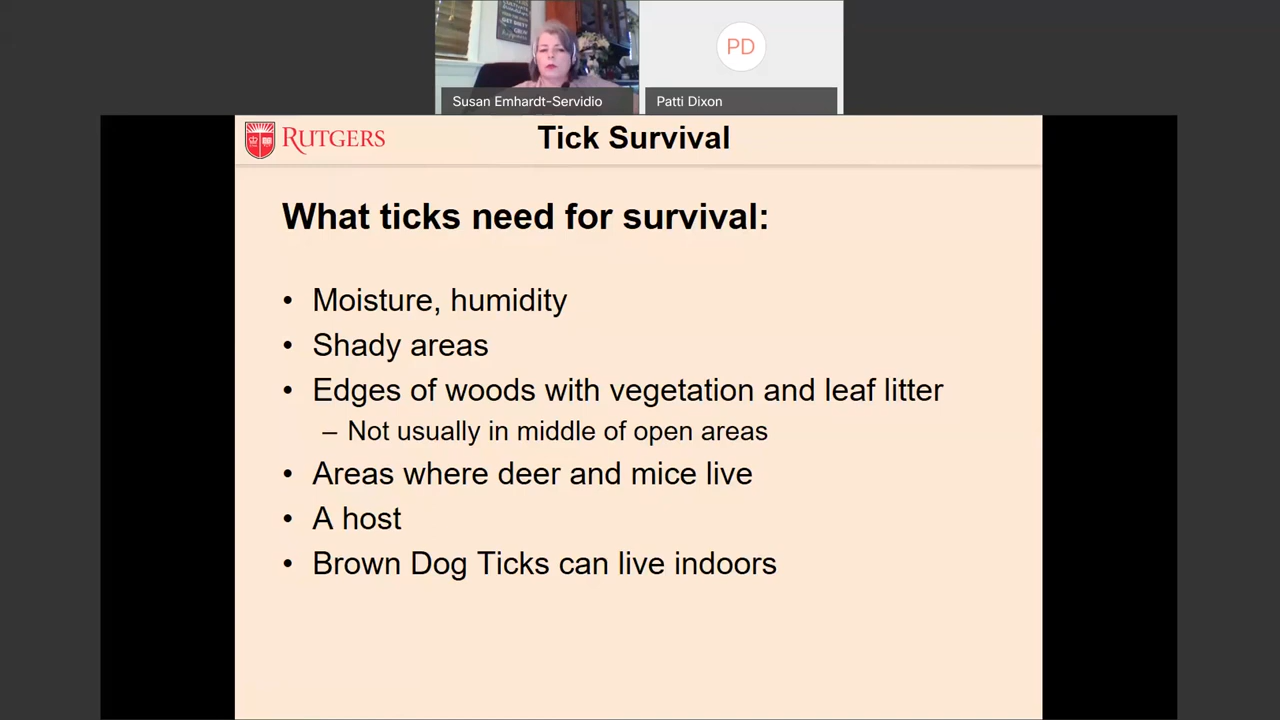 GET DIRTY
PD
Susan Emhardt-Servidio
Patti Dixon
RUTGERS
Tick Survival
What ticks need for survival:
• Moisture, humidity
• Shady areas
• Edges of woods with vegetation and leaf litter
– Not usually in middle of open areas
• Areas where deer and mice live
• A host
• Brown Dog Ticks can live indoors